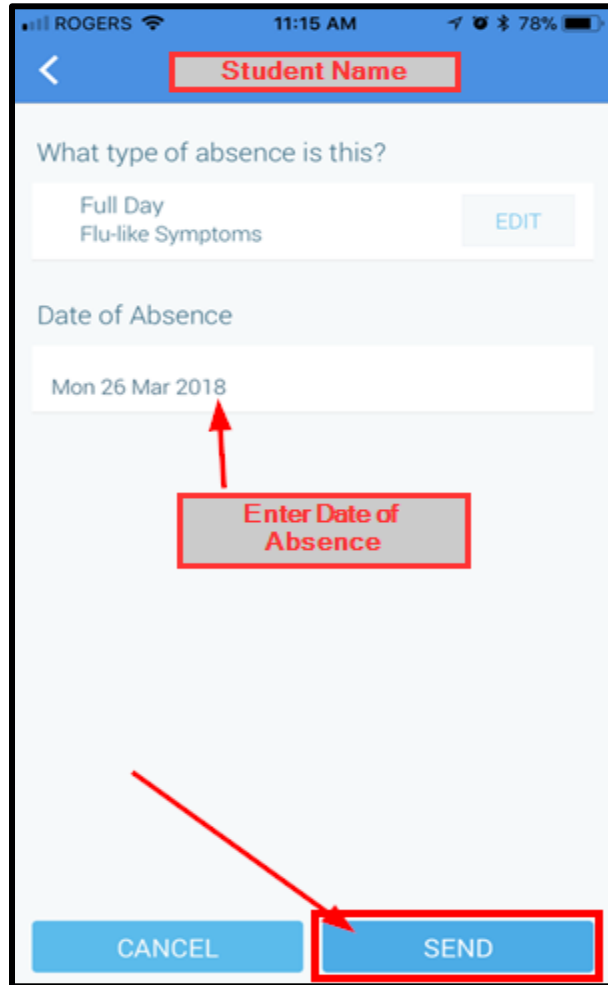 ROGERS 11:15 AM 78%
Student Name
What type of absence is this?
Full Day
Flu-like Symptoms
EDIT
Date of Absence
Mon 26 Mar 2018
Enter Date of
Absence
CANCEL SEND